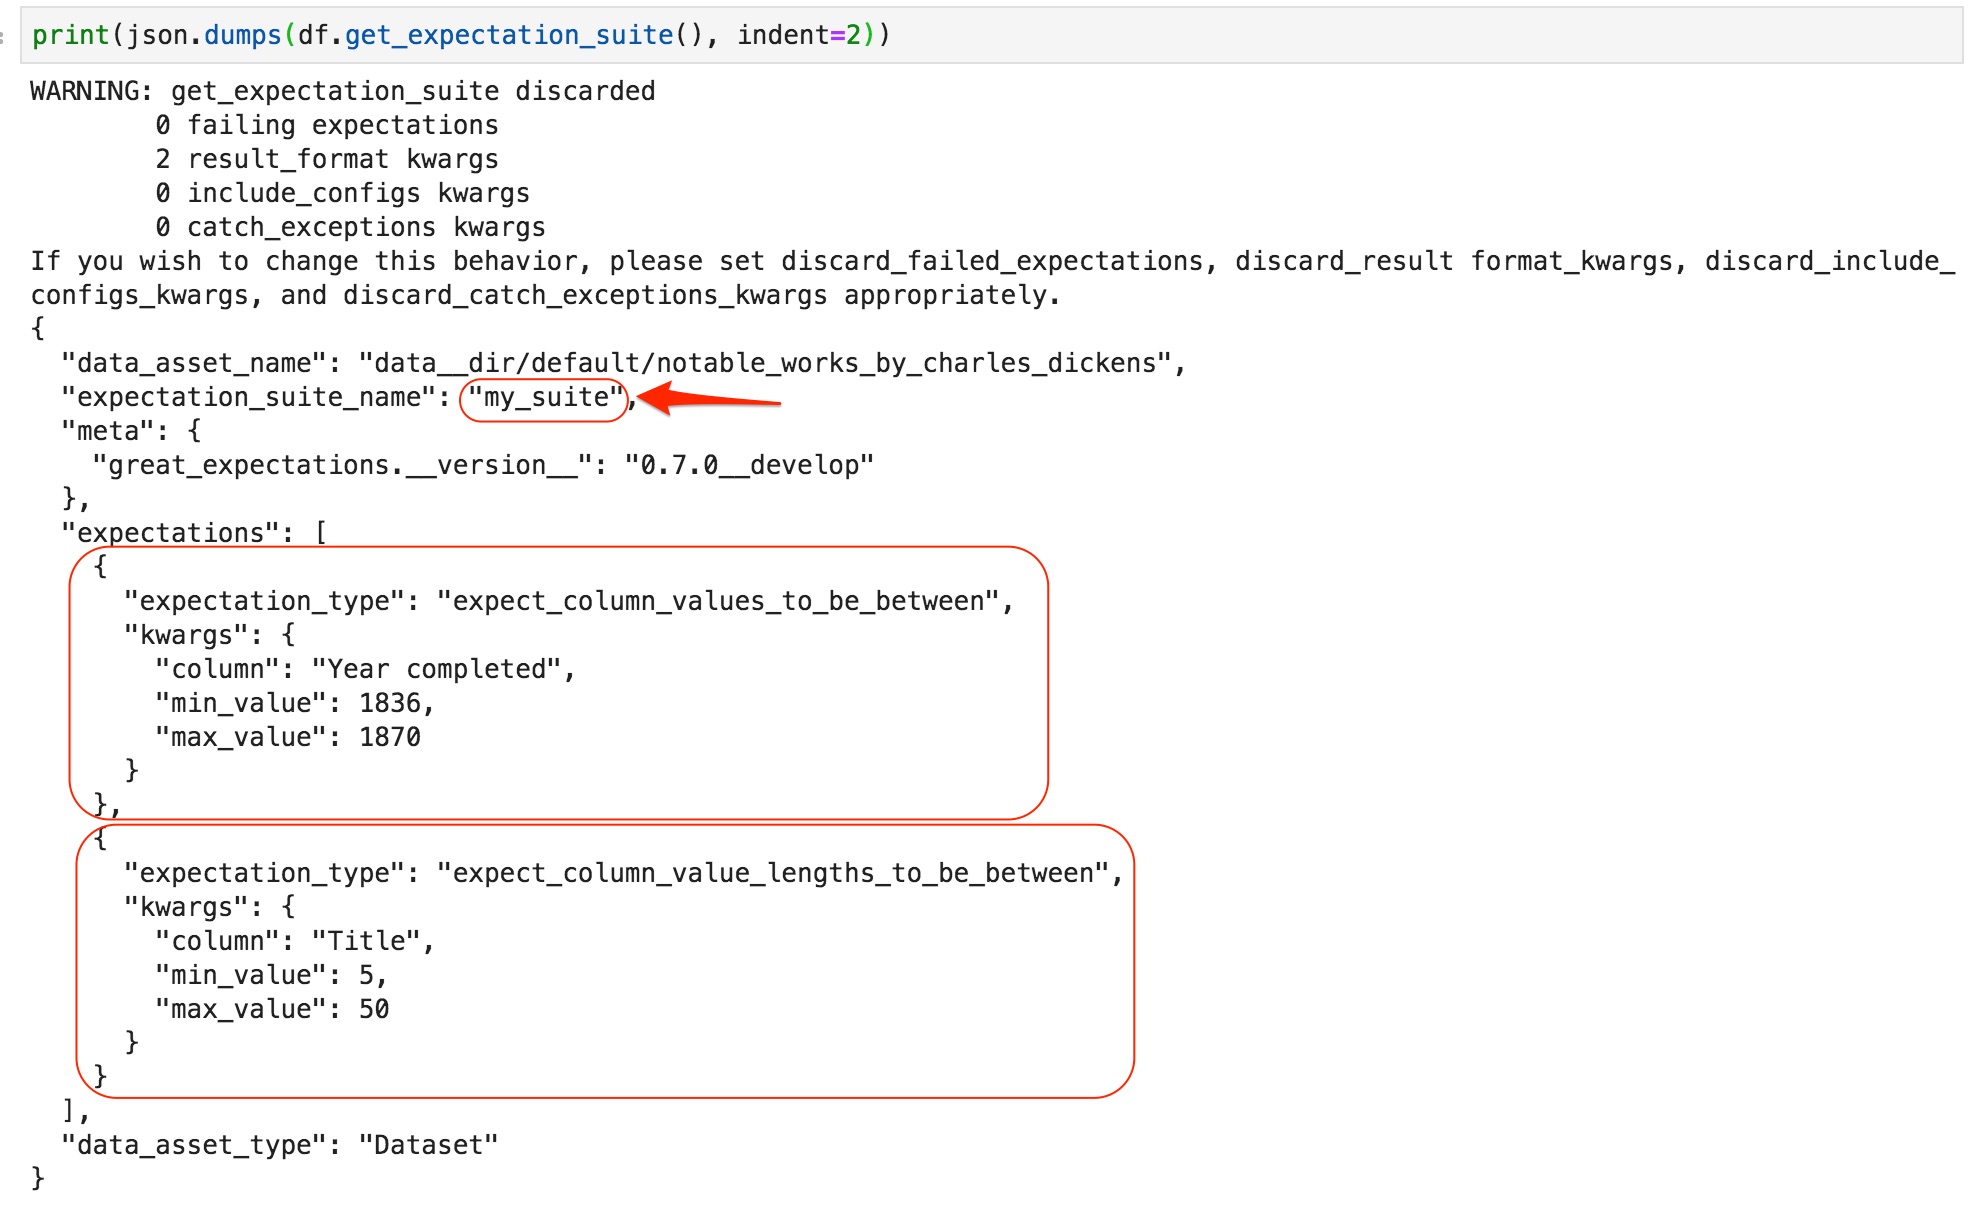 print(json.dumps(df.get_expectation_suite(), indent=2))
WARNING: get_expectation_suite discarded
        0 failing expectations
        2 result_format kwargs
        0 include_configs kwargs
        0 catch_exceptions kwargs
If you wish to change this behavior, please set discard_failed_expectations, discard_result format_kwargs, discard_include_
configs_kwargs, and discard_catch_exceptions_kwargs appropriately.
{
  "data_asset_name": "data__dir/default/notable_works_by_charles_dickens",
  "expectation_suite_name": "my_suite",
  "meta": {
    "great_expectations.__version__": "0.7.0__develop"
  },
  "expectations": [
    {
      "expectation_type": "expect_column_values_to_be_between",
      "kwargs": {
        "column": "Year completed",
        "min_value": 1836,
        "max_value": 1870
      }
    },
    {
      "expectation_type": "expect_column_value_lengths_to_be_between",
      "kwargs": {
        "column": "Title",
        "min_value": 5,
        "max_value": 50
      }
    }
  ],
  "data_asset_type": "Dataset"
}